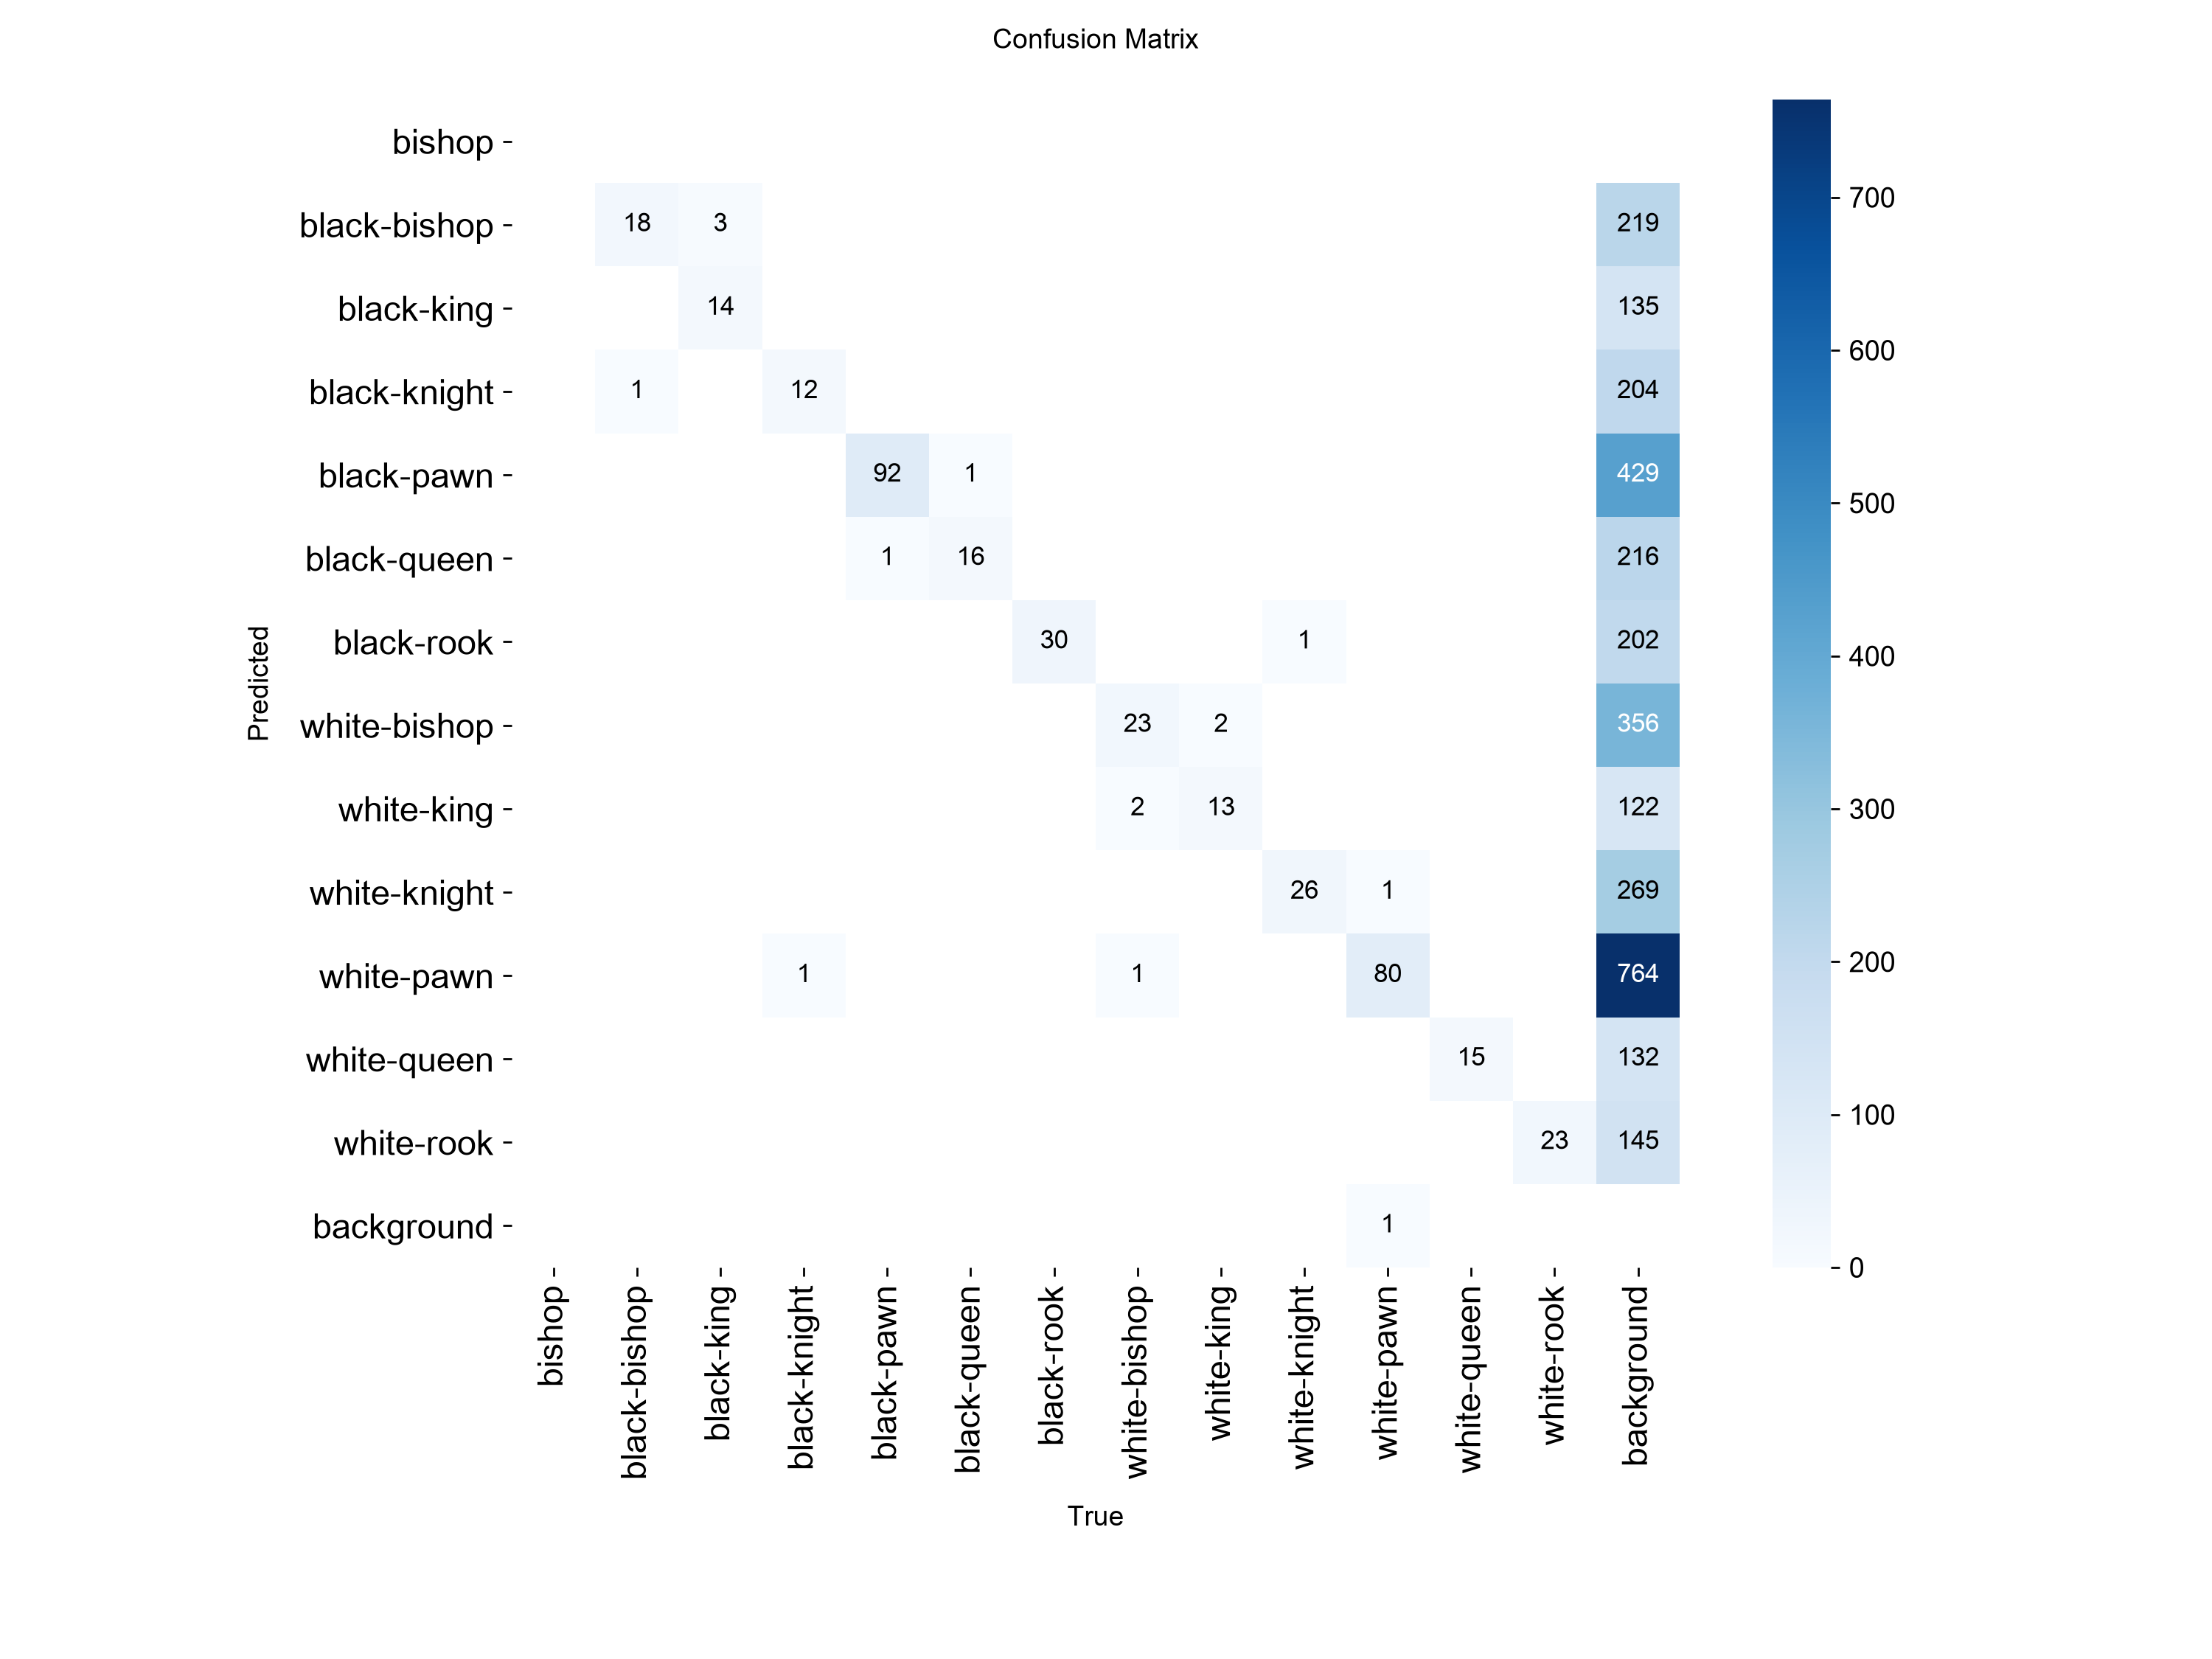 Confusion Matrix
bishop
black-bishop 18 3 219
black-king 14 135
black-knight 1 12 204
black-pawn 92 1 429
black-queen 1 16 216
black-rook 30 1 202
white-bishop 23 2 356
white-king 2 13 122
white-knight 26 1 269
white-pawn 1 1 80 764
white-queen 15 132
white-rook 23 145
background 1
Predicted
bishop
black-bishop
black-king
black-knight
black-pawn
black-queen
black-rook
white-bishop
white-king
white-knight
white-pawn
white-queen
white-rook
background
True
700
600
500
400
300
200
100
0